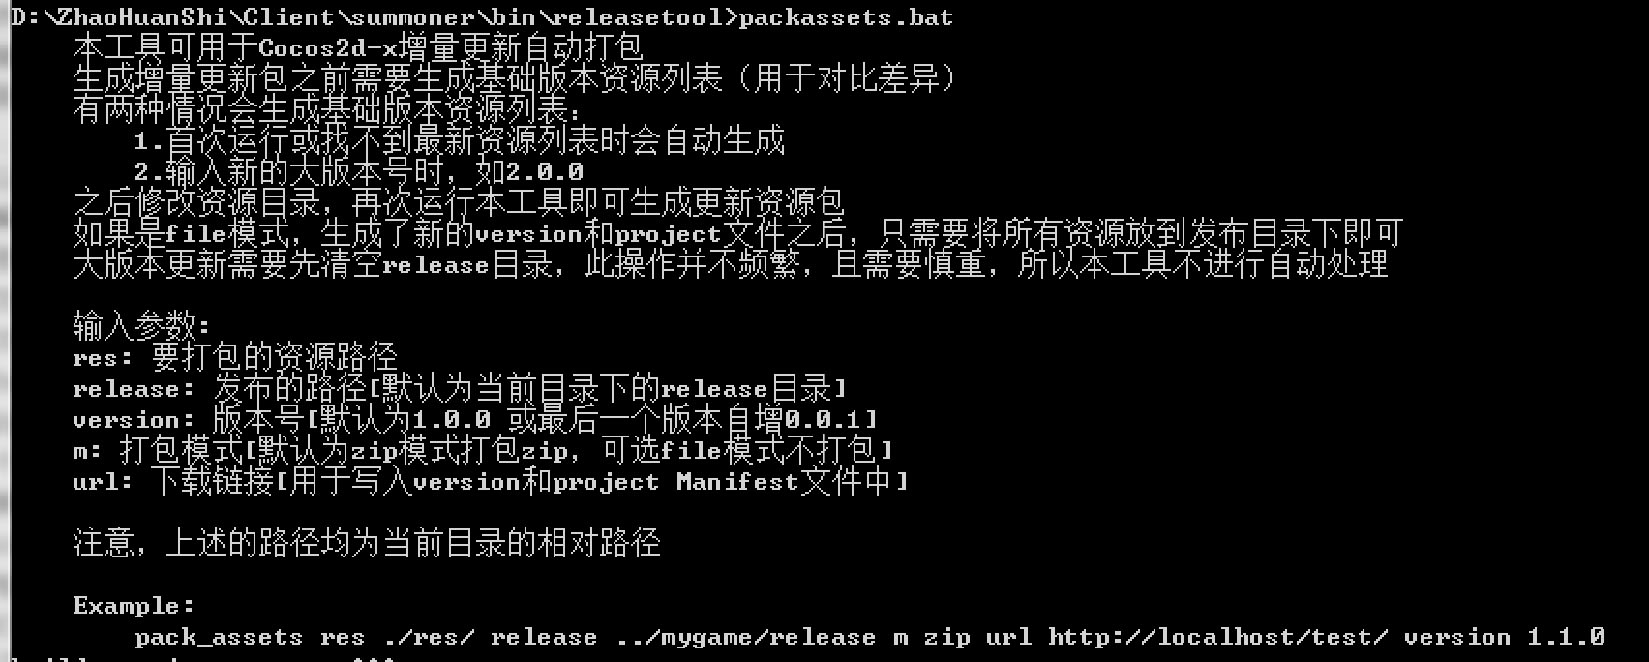 D:\ZhaoHuanShi\Client\summoner\bin\releasetool>packassets.bat
本工具可用于Cocos2d-x增量更新自动打包
生成增量更新包之前需要生成基础版本资源列表（用于对比差异）
有两种情况会生成基础版本资源列表：
1.首次运行或找不到最新资源列表时会自动生成
2.输入新的大版本号时，如2.0.0
之后修改资源目录，再次运行本工具即可生成更新资源包
如果是file模式，生成了新的version和project文件之后，只需要将所有资源放到发布目录下即可
大版本更新需要先清空release目录，此操作并不频繁，且需要慎重，所以本工具不进行自动处理
输入参数：
res: 要打包的资源路径
release: 发布的路径[默认为当前目录下的release目录]
version: 版本号[默认为1.0.0 或最后一个版本自增0.0.1]
m: 打包模式[默认为zip模式打包zip，可选file模式不打包]
url: 下载链接[用于写入version和project Manifest文件中]
注意，上述的路径均为当前目录的相对路径
Example:
pack_assets res ./res/ release ../mygame/release m zip url http://localhost/test/ version 1.1.0